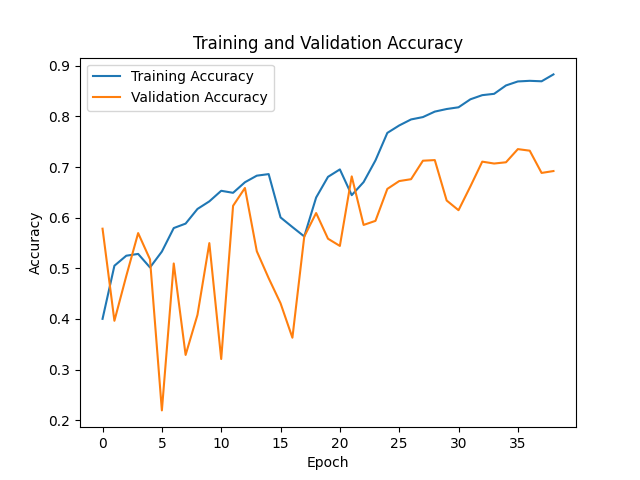 Training and Validation Accuracy
Training Accuracy
Validation Accuracy
Accuracy
0.9
0.8
0.7
0.6
0.5
0.4
0.3
0.2
0 5 10 15 20 25 30 35
Epoch